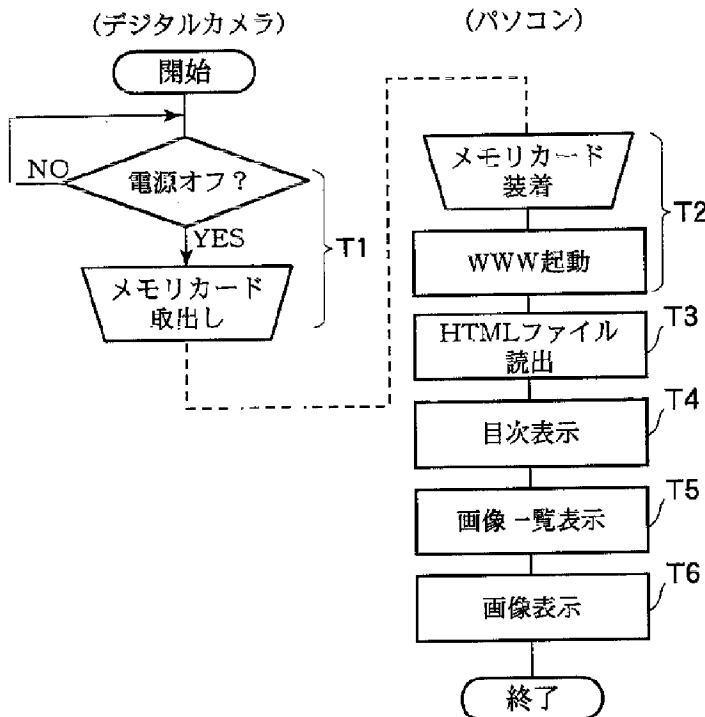 (デジタルカメラ)
開始
NO
電源オフ?
YES
T1
メモリカード
取出し
(パソコン)
メモリカード
装着
T2
WWW起動
HTMLファイル
読出
T3
目次表示
T4
画像一覧表示
T5
画像表示
T6
終了